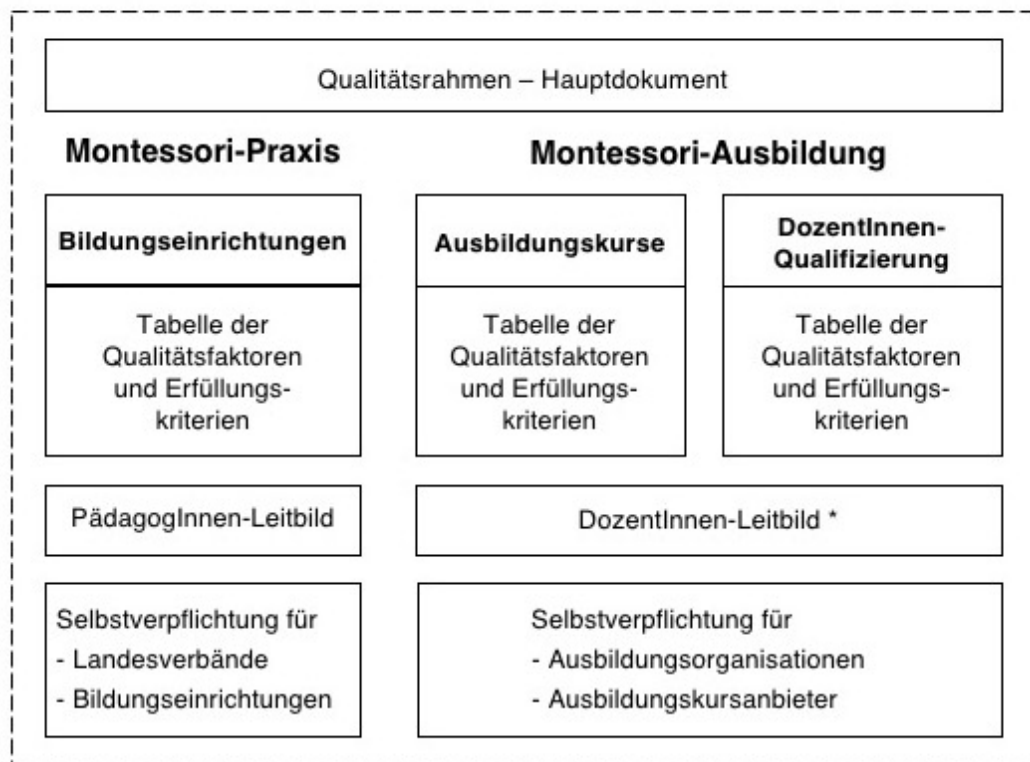 Qualitätsrahmen – Hauptdokument
Montessori-Praxis
Montessori-Ausbildung
Bildungseinrichtungen
Tabelle der
Qualitätsfaktoren
und Erfüllungs-
kriterien
Ausbildungskurse
Tabelle der
Qualitätsfaktoren
und Erfüllungs-
kriterien
DozentInnen-
Qualifizierung
Tabelle der
Qualitätsfaktoren
und Erfüllungs-
kriterien
PädagogInnen-Leitbild
DozentInnen-Leitbild *
Selbstverpflichtung für
- Landesverbände
- Bildungseinrichtungen
Selbstverpflichtung für
- Ausbildungsorganisationen
- Ausbildungskursanbieter